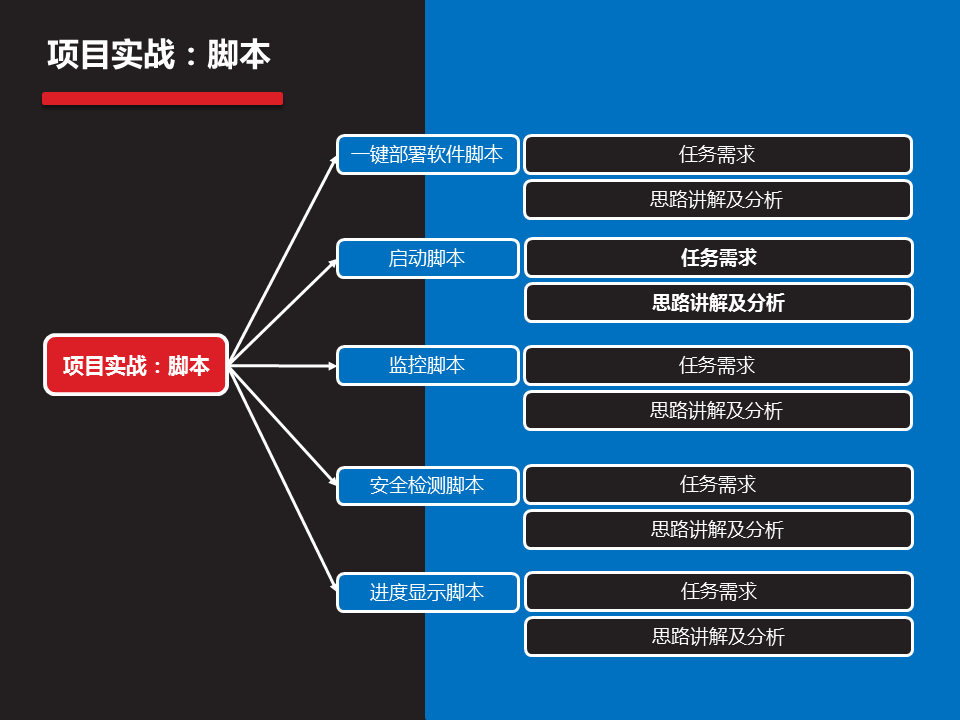 项目实战：脚本
一键部署软件脚本
任务需求
思路讲解及分析
启动脚本
任务需求
思路讲解及分析
项目实战：脚本
监控脚本
任务需求
思路讲解及分析
安全检测脚本
任务需求
思路讲解及分析
进度显示脚本
任务需求
思路讲解及分析